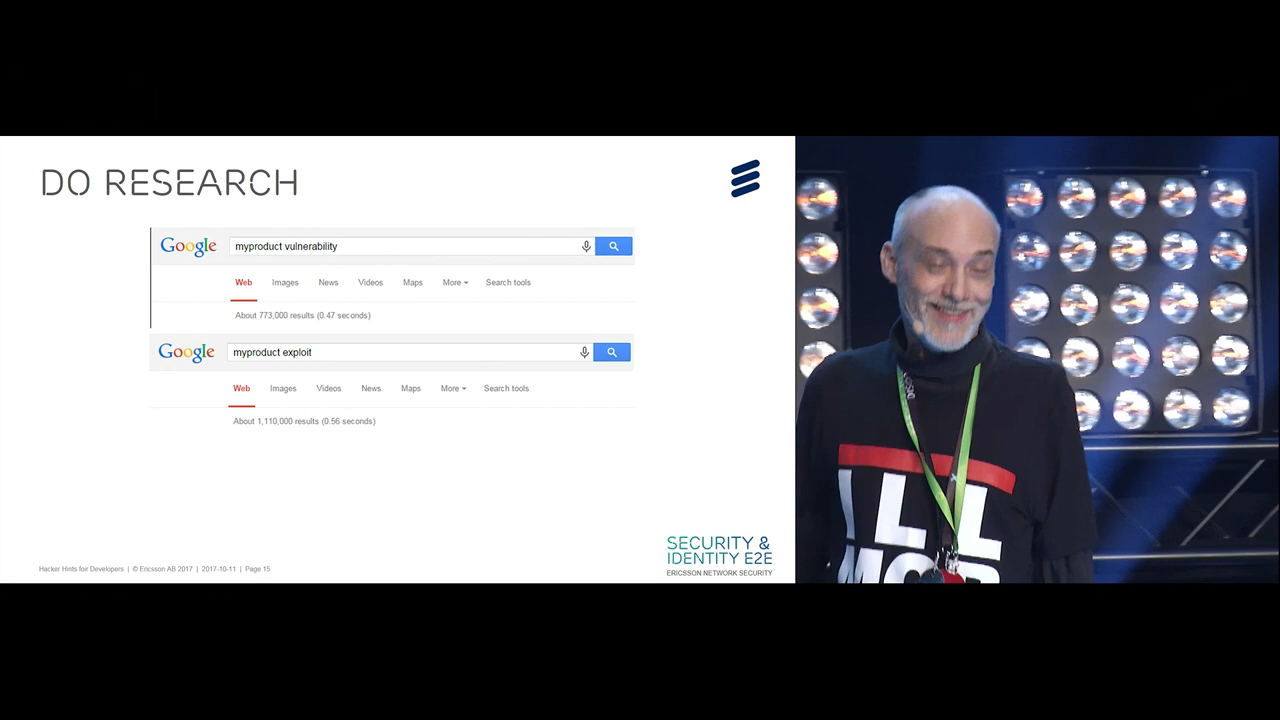 DO RESEARCH
Google myproduct vulnerability
Web Images News Videos Maps More Search tools
About 773,000 results (0.47 seconds)
Google myproduct exploit
Web Images Videos News Maps More Search tools
About 1,110,000 results (0.56 seconds)
SECURITY &
IDENTITY E2E
ERICSSON NETWORK SECURITY
Hacker Hints foir Developers | © Ericsson AB 2017 | 2017-10-11 | Page 15
ILL